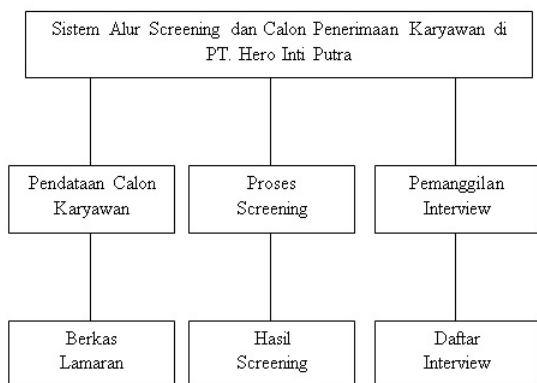 Sistem Alur Screening dan Calon Penerimaan Karyawan di
PT. Hero Inti Putra
Pendataan Calon
Karyawan
Proses
Screening
Pemanggilan
Interview
Berkas
Lamaran
Hasil
Screening
Daftar
Interview